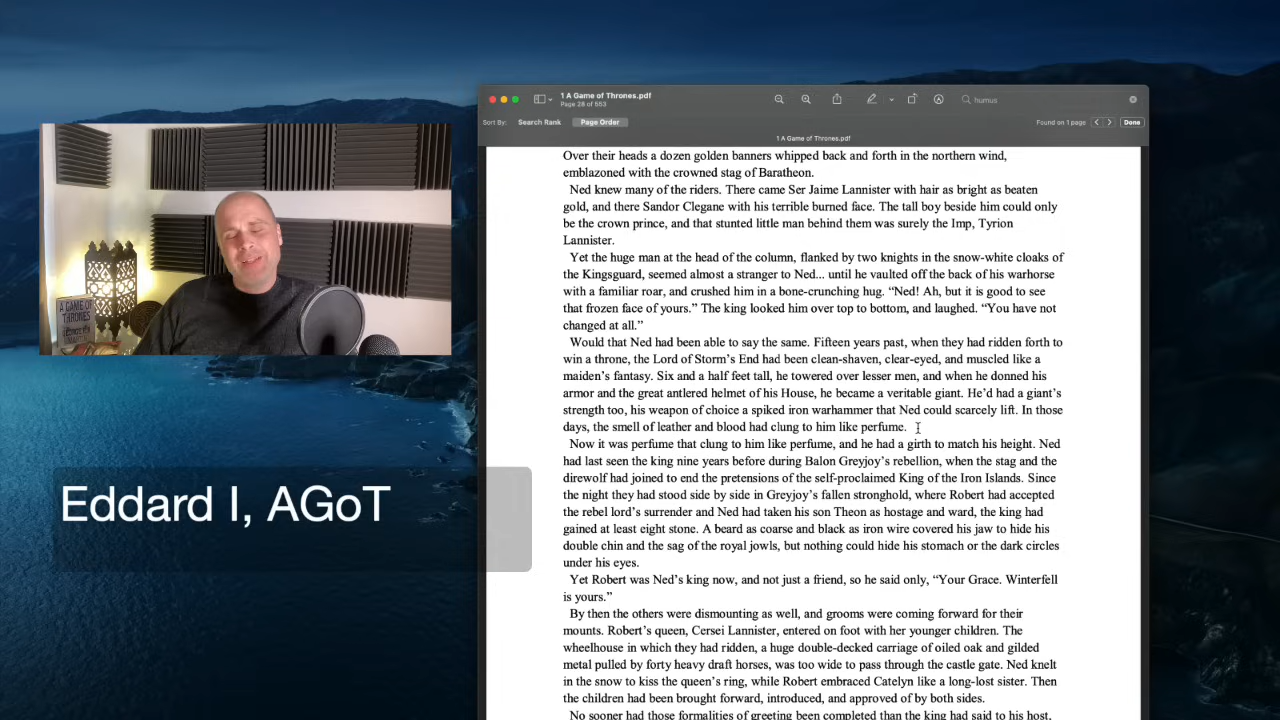 1 A Game of Thrones.pdf
Page 28 of 553
humus
Sort By:
Search Rank
Page Order
Found on 1 page
Done
1 A Game of Thrones.pdf
Over their heads a dozen golden banners whipped back and forth in the northern wind,
emblazoned with the crowned stag of Baratheon.
Ned knew many of the riders. There came Ser Jaime Lannister with hair as bright as beaten
gold, and there Sandor Clegane with his terrible burned face. The tall boy beside him could only
be the crown prince, and that stunted little man behind them was surely the Imp, Tyrion
Lannister.
Yet the huge man at the head of the column, flanked by two knights in the snow-white cloaks of
the Kingsguard, seemed almost a stranger to Ned... until he vaulted off the back of his warhorse
with a familiar roar, and crushed him in a bone-crunching hug. “Ned! Ah, but it is good to see
that frozen face of yours.” The king looked him over top to bottom, and laughed. “You have not
changed at all.”
Would that Ned had been able to say the same. Fifteen years past, when they had ridden forth to
win a throne, the Lord of Storm’s End had been clean-shaven, clear-eyed, and muscled like a
maiden’s fantasy. Six and a half feet tall, he towered over lesser men, and when he donned his
armor and the great antlered helmet of his House, he became a veritable giant. He’d had a giant’s
strength too, his weapon of choice a spiked iron warhammer that Ned could scarcely lift. In those
days, the smell of leather and blood had clung to him like perfume.
Now it was perfume that clung to him like perfume, and he had a girth to match his height. Ned
had last seen the king nine years before during Balon Greyjoy’s rebellion, when the stag and the
direwolf had joined to end the pretensions of the self-proclaimed King of the Iron Islands. Since
the night they had stood side by side in Greyjoy’s fallen stronghold, where Robert had accepted
the rebel lord’s surrender and Ned had taken his son Theon as hostage and ward, the king had
gained at least eight stone. A beard as coarse and black as iron wire covered his jaw to hide his
double chin and the sag of the royal jowls, but nothing could hide his stomach or the dark circles
under his eyes.
Yet Robert was Ned’s king now, and not just a friend, so he said only, “Your Grace. Winterfell
is yours.”
By then the others were dismounting as well, and grooms were coming forward for their
mounts. Robert’s queen, Cersei Lannister, entered on foot with her younger children. The
wheelhouse in which they had ridden, a huge double-decked carriage of oiled oak and gilded
metal pulled by forty heavy draft horses, was too wide to pass through the castle gate. Ned knelt
in the snow to kiss the queen’s ring, while Robert embraced Catelyn like a long-lost sister. Then
the children had been brought forward, introduced, and approved of by both sides.
No sooner had those formalities of greeting been completed than the king had said to his host,
A GAME OF
THRONES
Eddard I, AGoT